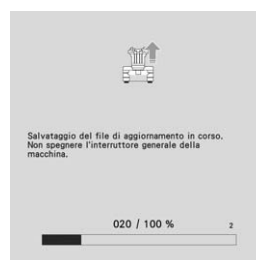 Salvataggio del file di aggiornamento in corso.
Non spegnere l'interruttore generale della
macchina.
020 / 100 %
2